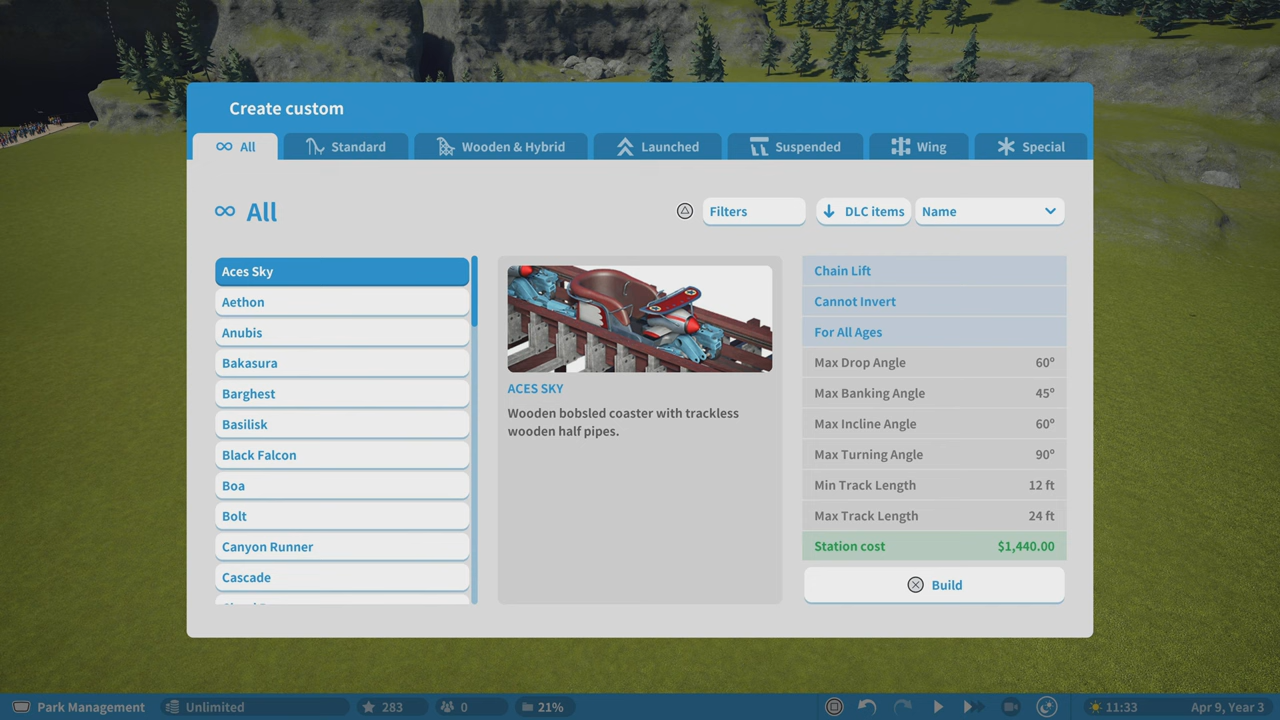 Create custom
All
Standard
Wooden & Hybrid
Launched
Suspended
Wing
Special
All
Filters
DLC items
Name
Aces Sky
Aethon
Anubis
Bakasura
Barghest
Basilisk
Black Falcon
Boa
Bolt
Canyon Runner
Cascade
ACES SKY
Wooden bobsled coaster with trackless
wooden half pipes.
Chain Lift
Cannot Invert
For All Ages
Max Drop Angle 60º
Max Banking Angle 45º
Max Incline Angle 60º
Max Turning Angle 90º
Min Track Length 12 ft
Max Track Length 24 ft
Station cost $1,440.00
Build
Park Management
Unlimited
283
0
21%
11:33
Apr 9, Year 3